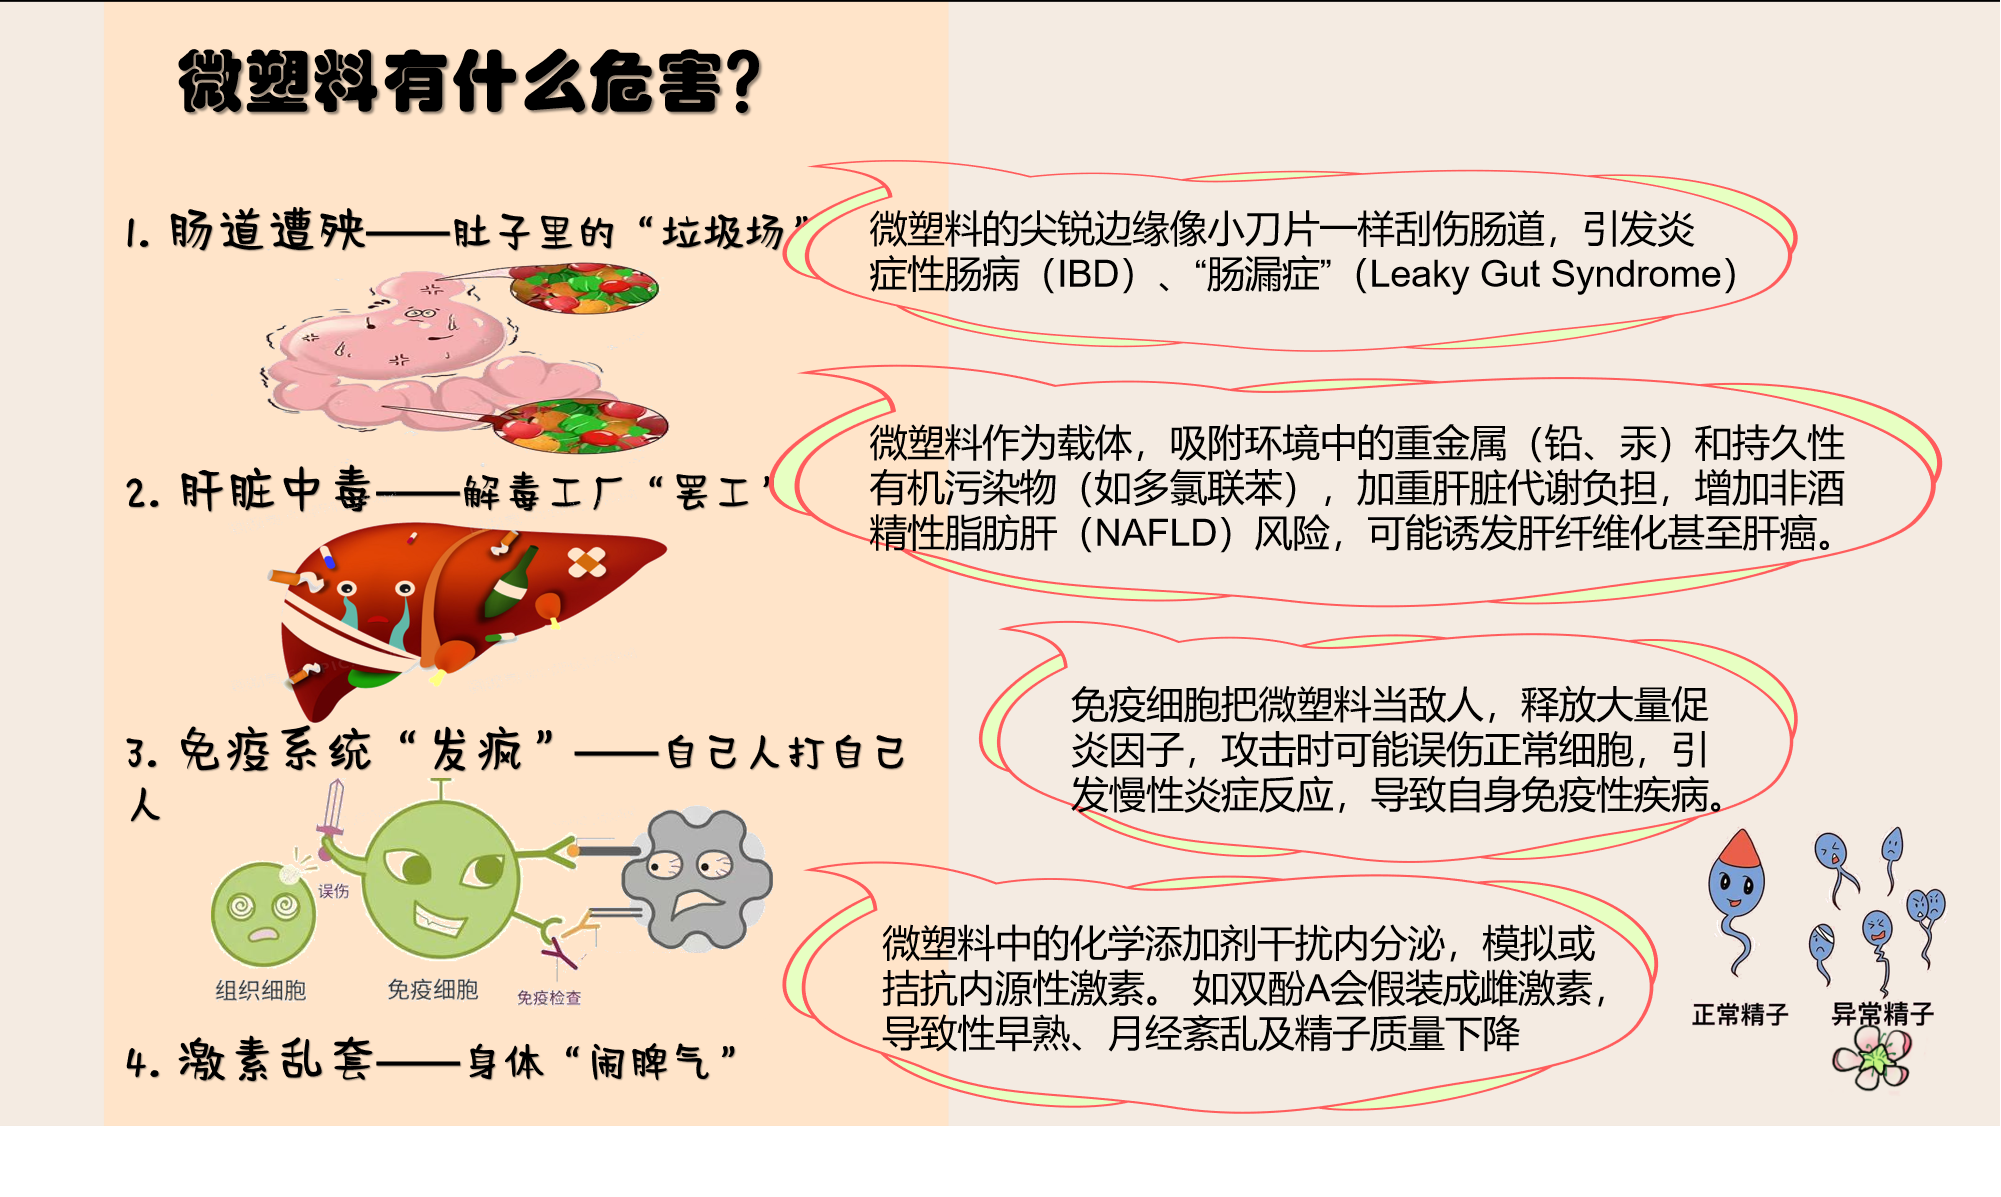 微塑料有什么危害？
1. 肠道遭殃——肚子里的“垃圾场”
微塑料的尖锐边缘像小刀片一样刮伤肠道，引发炎
症性肠病（IBD）、“肠漏症”（Leaky Gut Syndrome）
2. 肝脏中毒——解毒工厂“罢工”
微塑料作为载体，吸附环境中的重金属（铅、汞）和持久性
有机污染物（如多氯联苯），加重肝脏代谢负担，增加非酒
精性脂肪肝（NAFLD）风险，可能诱发肝纤维化甚至肝癌。
3. 免疫系统“发疯”——自己人打自己
人
误伤
组织细胞
免疫细胞
免疫检查
免疫细胞把微塑料当敌人，释放大量促
炎因子，攻击时可能误伤正常细胞，引
发慢性炎症反应，导致自身免疫性疾病。
4. 激素乱套——身体“闹脾气”
微塑料中的化学添加剂干扰内分泌，模拟或
拮抗内源性激素。 如双酚A会假装成雌激素，
导致性早熟、月经紊乱及精子质量下降
正常精子
异常精子